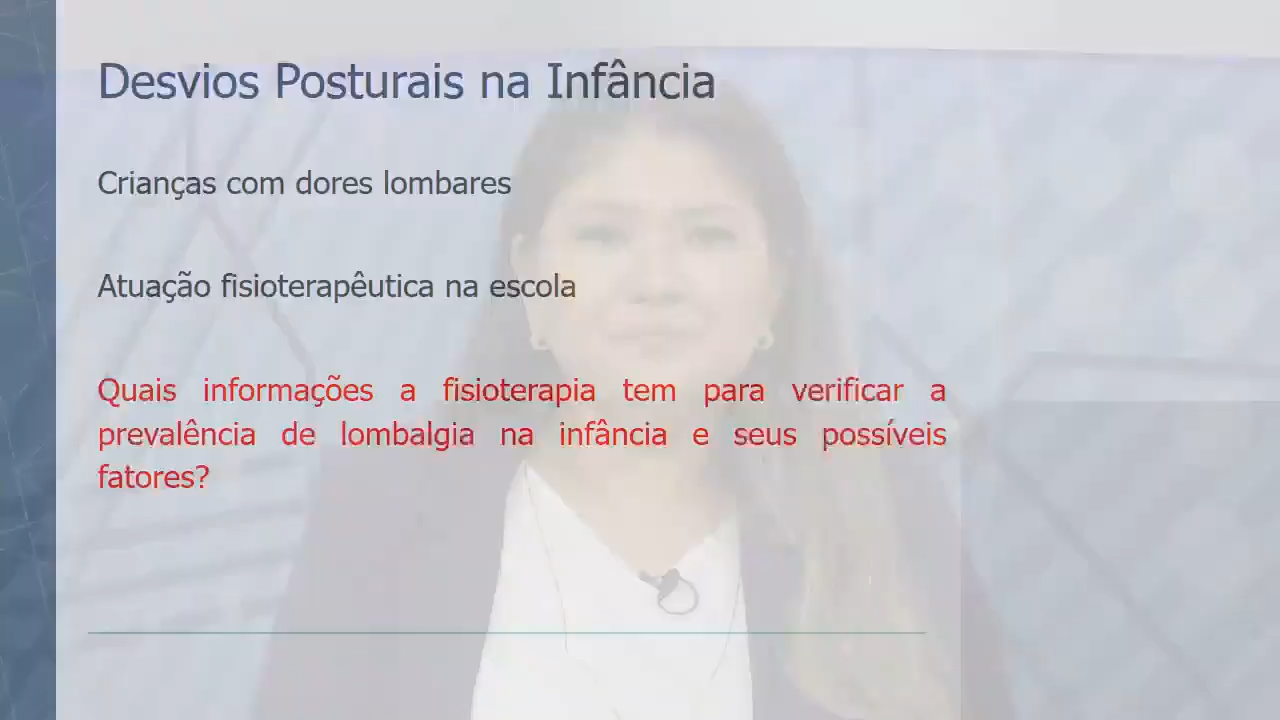 Desvios Posturais na Infância
Crianças com dores lombares
Atuação fisioterapêutica na escola
Quais informações a fisioterapia tem para verificar a
prevalência de lombalgia na infância e seus possíveis
fatores?